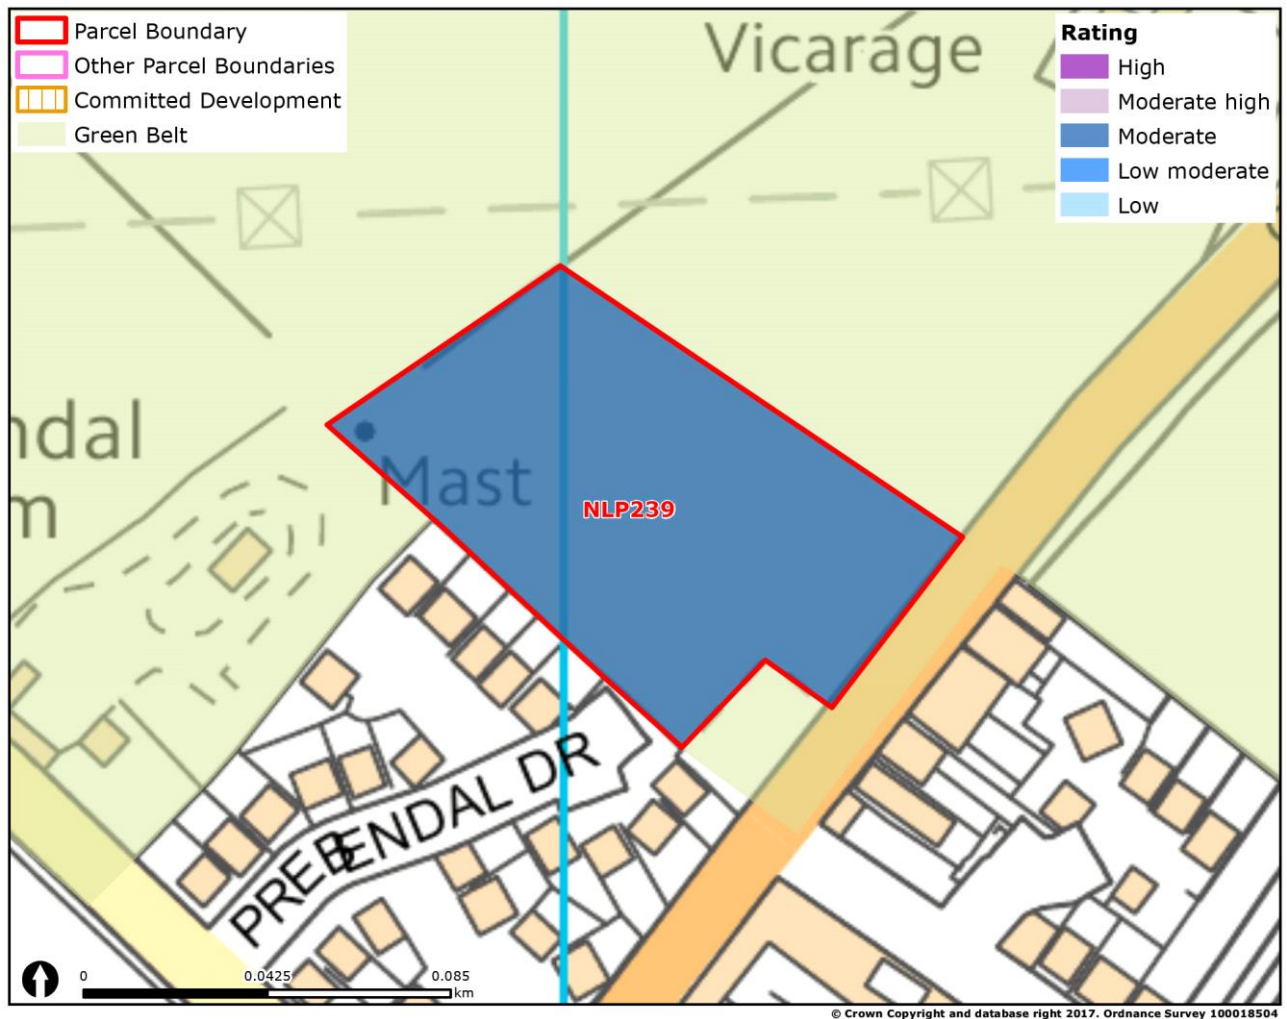 Parcel Boundary
Other Parcel Boundaries
Committed Development
Green Belt
Vicarage
Rating
High
Moderate high
Moderate
Low moderate
Low
ndal
m
Mast
NLP239
PREBENDAL DR
0
0.0425
0.085
km
© Crown Copyright and database right 2017. Ordnance Survey 100018504